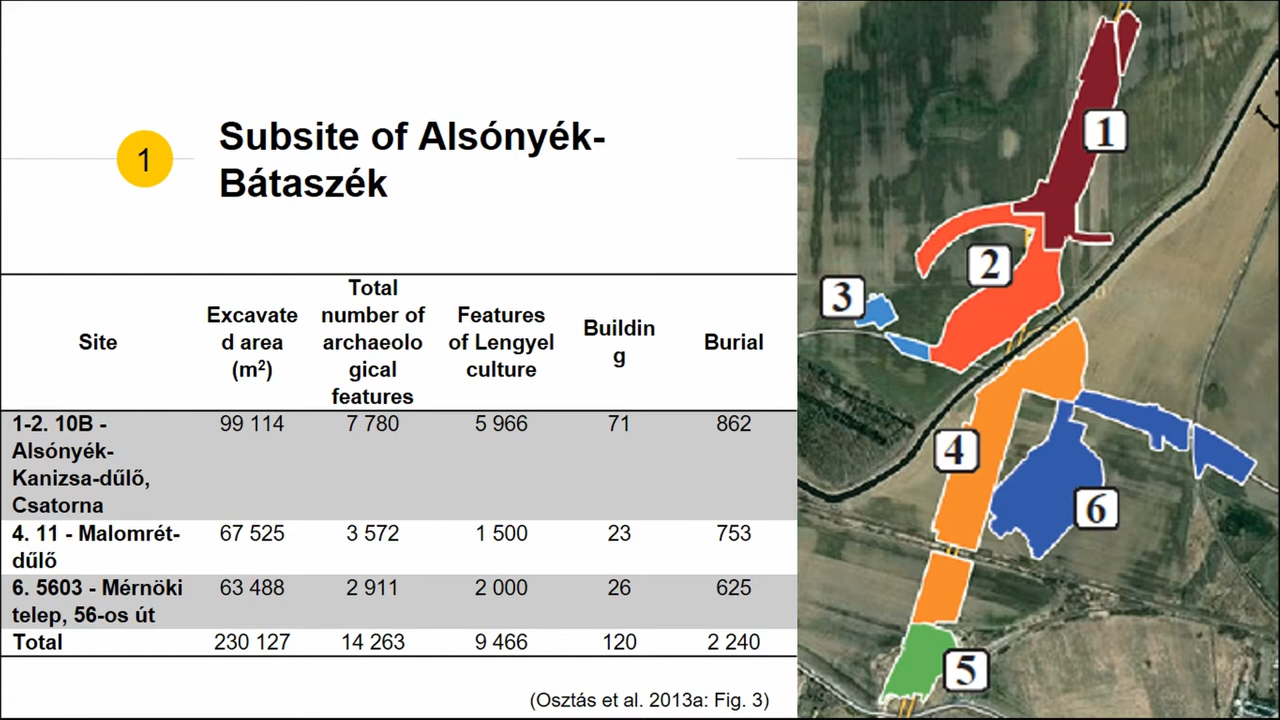 1
Subsite of Alsónyék-
Bátaszék
Site
Excavate
d area
(m²)
Total
number of
archaeolo
gical
features
Features
of Lengyel
culture
Buildin
g
Burial
1-2. 10B -
Alsónyék-
Kanizsa-dűlő,
Csatorna
99 114
7 780
5 966
71
862
4. 11 - Malomrét-
dűlő
67 525
3 572
1 500
23
753
6. 5603 - Mérnöki
telep, 56-os út
63 488
2 911
2 000
26
625
Total
230 127
14 263
9 466
120
2 240
(Osztás et al. 2013a: Fig. 3)
1
2
3
4
6
5